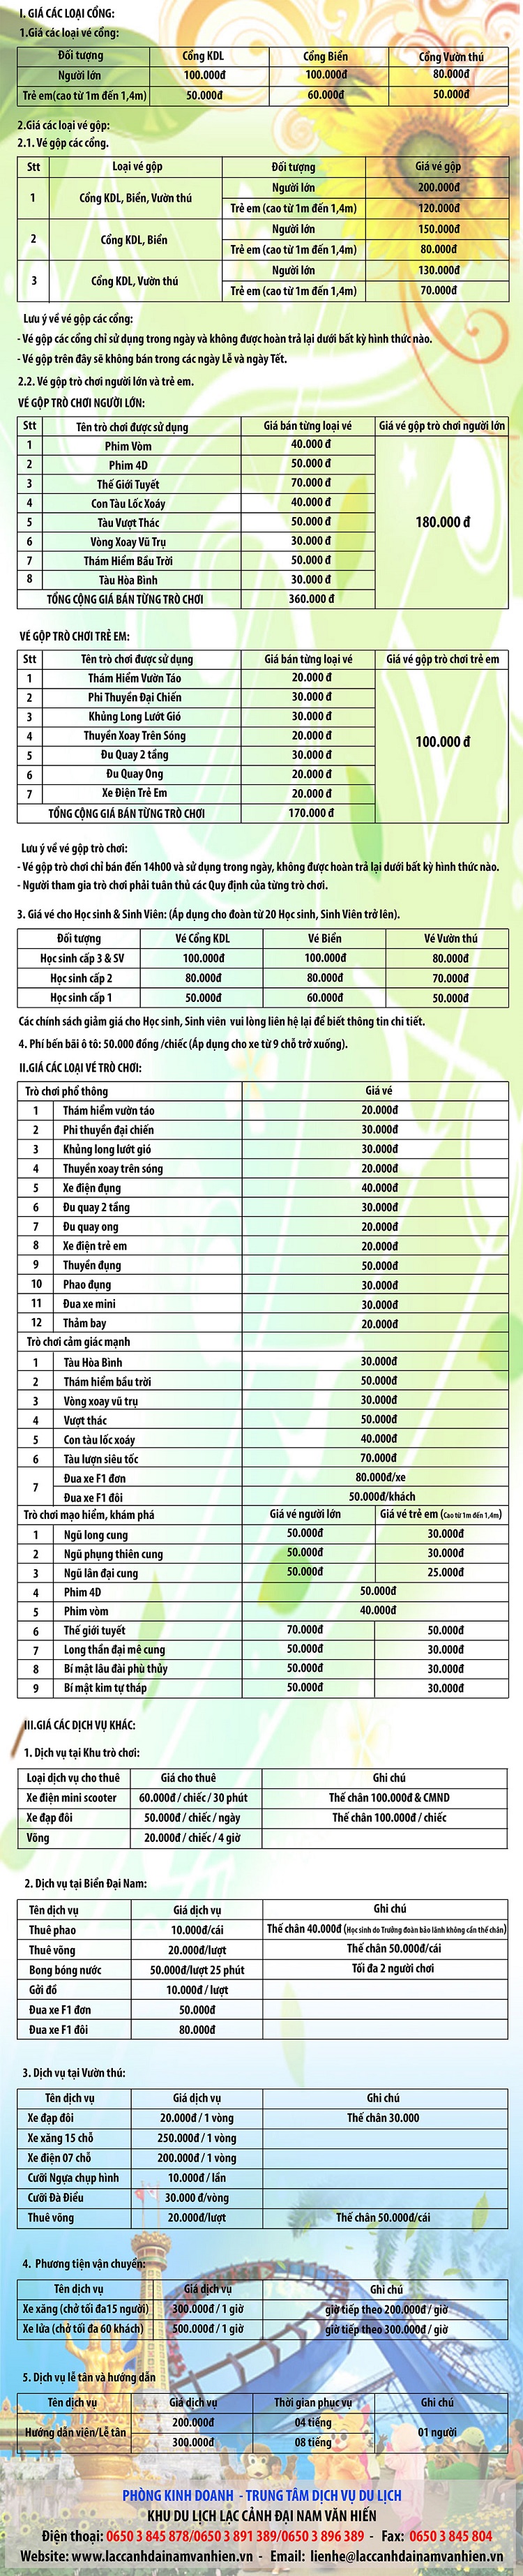 I. GIÁ CÁC LOẠI CỔNG:
1.Giá các loại vé cổng:
Đối tượng Cổng KDL Cổng Biển Cổng Vườn thú
Người lớn 100.000đ 100.000đ 80.000đ
Trẻ em(cao từ 1m đến 1,4m) 50.000đ 60.000đ 50.000đ
2.Giá các loại vé gộp:
2.1. Vé gộp các cổng.
Stt Loại vé gộp Đối tượng Giá vé gộp
1 Cổng KDL, Biển, Vườn thú Người lớn 200.000đ
Trẻ em (cao từ 1m đến 1,4m) 120.000đ
2 Cổng KDL, Biển Người lớn 150.000đ
Trẻ em (cao từ 1m đến 1,4m) 80.000đ
3 Cổng KDL, Vườn thú Người lớn 130.000đ
Trẻ em (cao từ 1m đến 1,4m) 70.000đ
Lưu ý về vé gộp các cổng:
- Vé gộp các cổng chỉ sử dụng trong ngày và không được hoàn trả lại dưới bất kỳ hình thức nào.
- Vé gộp trên đây sẽ không bán trong các ngày Lễ và ngày Tết.
2.2. Vé gộp trò chơi người lớn và trẻ em.
VÉ GỘP TRÒ CHƠI NGƯỜI LỚN:
Stt Tên trò chơi được sử dụng Giá bán từng loại vé Giá vé gộp trò chơi người lớn
1 Phim Vòm 40.000 đ
2 Phim 4D 50.000 đ
3 Thế Giới Tuyết 70.000 đ
4 Con Tàu Lốc Xoáy 40.000 đ
5 Tàu Vượt Thác 50.000 đ 180.000 đ
6 Vòng Xoay Vũ Trụ 30.000 đ
7 Thám Hiểm Bầu Trời 50.000 đ
8 Tàu Hòa Bình 30.000 đ
TỔNG CỘNG GIÁ BÁN TỪNG TRÒ CHƠI 360.000 đ
VÉ GỘP TRÒ CHƠI TRẺ EM:
Stt Tên trò chơi được sử dụng Giá bán từng loại vé Giá vé gộp trò chơi trẻ em
1 Thám Hiểm Vườn Táo 20.000 đ
2 Phi Thuyền Đại Chiến 30.000 đ
3 Khủng Long Lướt Gió 30.000 đ
4 Thuyền Xoay Trên Sóng 20.000 đ 100.000 đ
5 Đu Quay 2 tầng 30.000 đ
6 Đu Quay Ong 20.000 đ
7 Xe Điện Trẻ Em 20.000 đ
TỔNG CỘNG GIÁ BÁN TỪNG TRÒ CHƠI 170.000 đ
Lưu ý về vé gộp trò chơi:
- Vé gộp trò chơi chỉ bán đến 14h00 và sử dụng trong ngày, không được hoàn trả lại dưới bất kỳ hình thức nào.
- Người tham gia trò chơi phải tuân thủ các Quy định của từng trò chơi.
3. Giá vé cho Học sinh & Sinh Viên: (Áp dụng cho đoàn từ 20 Học sinh, Sinh Viên trở lên).
Đối tượng Vé Cổng KDL Vé Biển Vé Vườn thú
Học sinh cấp 3 & SV 100.000đ 100.000đ 80.000đ
Học sinh cấp 2 80.000đ 80.000đ 70.000đ
Học sinh cấp 1 50.000đ 60.000đ 50.000đ
Các chính sách giảm giá cho Học sinh, Sinh viên vui lòng liên hệ lại để biết thông tin chi tiết.
4. Phí bến bãi ô tô: 50.000 đồng /chiếc (Áp dụng cho xe từ 9 chỗ trở xuống).
II.GIÁ CÁC LOẠI VÉ TRÒ CHƠI:
Trò chơi phổ thông Giá vé
1 Thám hiểm vườn táo 20.000đ
2 Phi thuyền đại chiến 30.000đ
3 Khủng long lướt gió 30.000đ
4 Thuyền xoay trên sóng 20.000đ
5 Xe điện đụng 40.000đ
6 Đu quay 2 tầng 30.000đ
7 Đu quay ong 20.000đ
8 Xe điện trẻ em 20.000đ
9 Thuyền đụng 50.000đ
10 Phao đụng 30.000đ
11 Đua xe mini 30.000đ
12 Thảm bay 20.000đ
Trò chơi cảm giác mạnh
1 Tàu Hòa Bình 30.000đ
2 Thám hiểm bầu trời 50.000đ
3 Vòng xoay vũ trụ 30.000đ
4 Vượt thác 50.000đ
5 Con tàu lốc xoáy 40.000đ
6 Tàu lượn siêu tốc 70.000đ
7 Đua xe F1 đơn 80.000đ/xe
Đua xe F1 đôi 50.000đ/khách
Trò chơi mạo hiểm, khám phá Giá vé người lớn Giá vé trẻ em (Cao từ 1m đến 1,4m)
1 Ngũ long cung 50.000đ 30.000đ
2 Ngũ phụng thiên cung 50.000đ 30.000đ
3 Ngũ lân đại cung 50.000đ 25.000đ
4 Phim 4D 50.000đ
5 Phim vòm 40.000đ
6 Thế giới tuyết 70.000đ 50.000đ
7 Long thần đại mê cung 50.000đ 30.000đ
8 Bí mật lâu đài phù thủy 50.000đ 30.000đ
9 Bí mật kim tự tháp 50.000đ 30.000đ
III.GIÁ CÁC DỊCH VỤ KHÁC:
1. Dịch vụ tại Khu trò chơi:
Loại dịch vụ cho thuê Giá cho thuê Ghi chú
Xe điện mini scooter 60.000đ / chiếc / 30 phút Thế chân 100.000đ & CMND
Xe đạp đôi 50.000đ / chiếc / ngày Thế chân 100.000đ / chiếc
Võng 20.000đ / chiếc / 4 giờ
2. Dịch vụ tại Biển Đại Nam:
Tên dịch vụ Giá dịch vụ Ghi chú
Thuê phao 10.000đ/cái Thế chân 40.000đ (Học sinh do Trưởng đoàn bảo lãnh không cần thế chân)
Thuê võng 20.000đ/lượt Thế chân 50.000đ/cái
Bong bóng nước 50.000đ/lượt 25 phút Tối đa 2 người chơi
Gởi đồ 10.000đ / lượt
Đua xe F1 đơn 50.000đ
Đua xe F1 đôi 80.000đ
3. Dịch vụ tại Vườn thú:
Tên dịch vụ Giá dịch vụ Ghi chú
Xe đạp đôi 20.000đ / 1 vòng Thế chân 30.000
Xe xăng 15 chỗ 250.000đ / 1 vòng
Xe điện 07 chỗ 200.000đ / 1 vòng
Cưỡi Ngựa chụp hình 10.000đ / lần
Cưỡi Đà Điểu 30.000 đ/vòng
Thuê võng 20.000đ/lượt Thế chân 50.000đ/cái
4. Phương tiện vận chuyển:
Tên dịch vụ Giá dịch vụ Ghi chú
Xe xăng (chở tối đa15 người) 300.000đ / 1 giờ giờ tiếp theo 200.000đ / giờ
Xe lửa (chở tối đa 60 khách) 500.000đ / 1 giờ giờ tiếp theo 300.000đ / giờ
5. Dịch vụ lễ tân và hướng dẫn
Tên dịch vụ Giá dịch vụ Thời gian phục vụ Ghi chú
Hướng dẫn viên/Lễ tân 200.000đ 04 tiếng 01 người
300.000đ 08 tiếng
PHÒNG KINH DOANH - TRUNG TÂM DỊCH VỤ DU LỊCH
KHU DU LỊCH LẠC CẢNH ĐẠI NAM VĂN HIẾN
Điện thoại: 0650 3 845 878/0650 3 891 389/0650 3 896 389 - Fax: 0650 3 845 804
Website: www.laccanhdainamvanhien.vn - Email: lienhe@laccanhdainamvanhien.vn